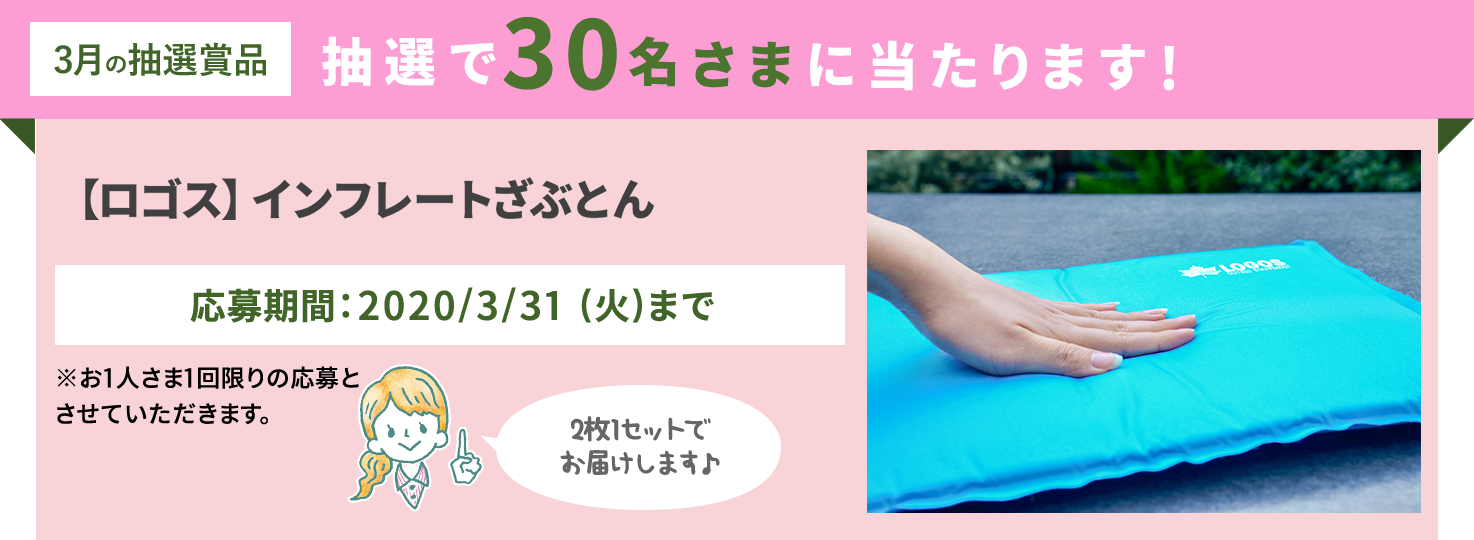 3月の抽選賞品
抽選で30名さまに当たります！
【ロゴス】インフレートざぶとん
応募期間：2020/3/31（火）まで
※お1人さま1回限りの応募と
させていただきます。
2枚1セットで
お届けします♪
LOGOS